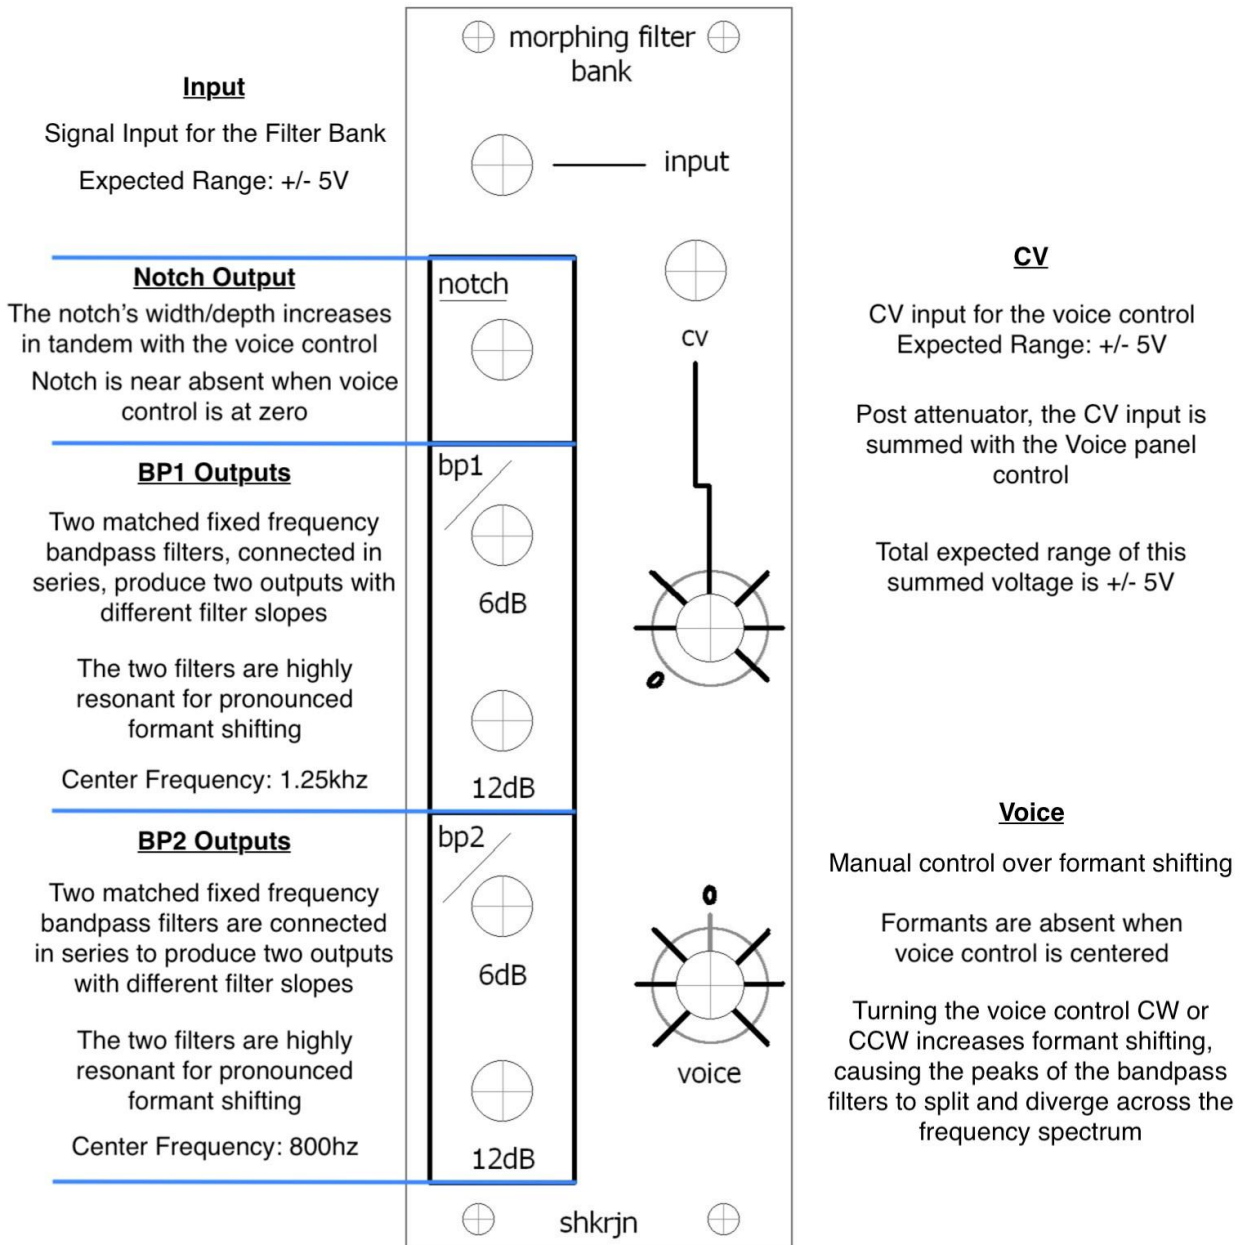 morphing filter
bank
Input
Signal Input for the Filter Bank
Expected Range: +/- 5V
input
Notch Output
The notch's width/depth increases
in tandem with the voice control
Notch is near absent when voice
control is at zero
notch
cv
CV
CV input for the voice control
Expected Range: +/- 5V
Post attenuator, the CV input is
summed with the Voice panel
control
Total expected range of this
summed voltage is +/- 5V
BP1 Outputs
Two matched fixed frequency
bandpass filters, connected in
series, produce two outputs with
different filter slopes
The two filters are highly
resonant for pronounced
formant shifting
Center Frequency: 1.25khz
bp1
6dB
12dB
0
BP2 Outputs
Two matched fixed frequency
bandpass filters are connected
in series to produce two outputs
with different filter slopes
The two filters are highly
resonant for pronounced
formant shifting
Center Frequency: 800hz
bp2
6dB
12dB
0
voice
Voice
Manual control over formant shifting
Formants are absent when
voice control is centered
Turning the voice control CW or
CCW increases formant shifting,
causing the peaks of the bandpass
filters to split and diverge across the
frequency spectrum
shkrjn